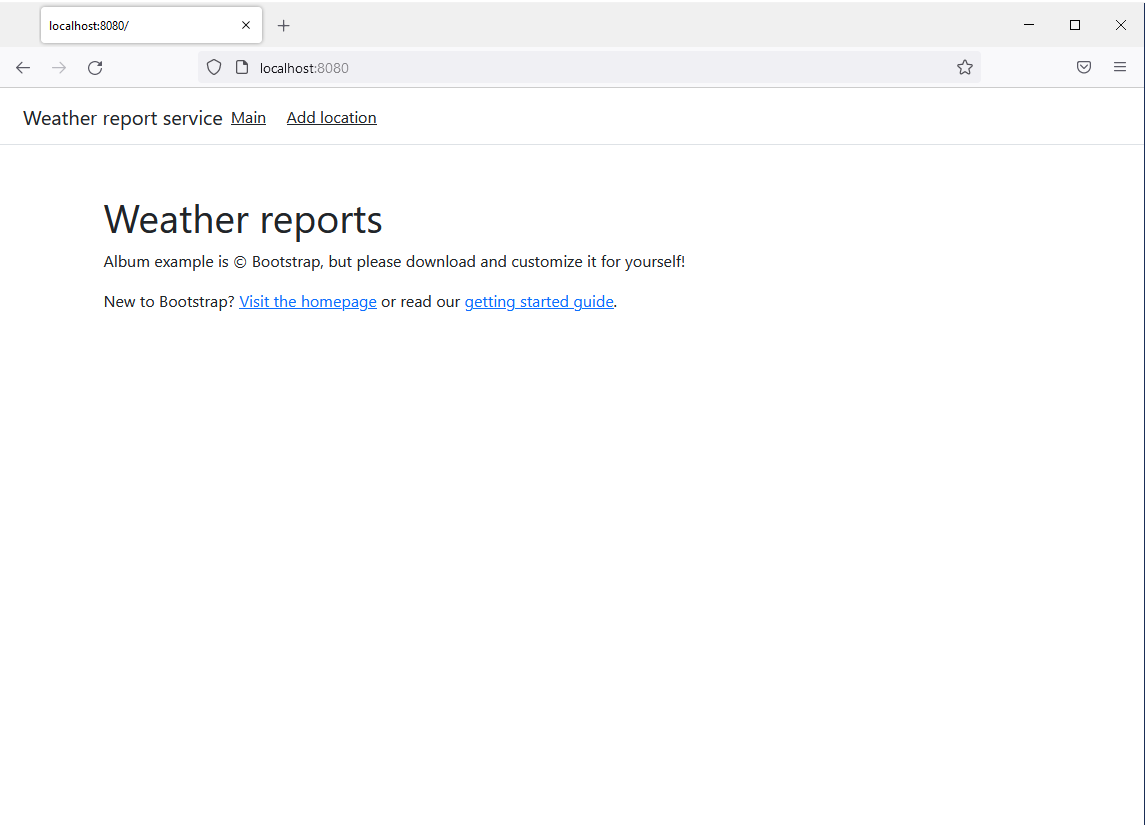 localhost:8080/
localhost:8080
Weather report service Main Add location
Weather reports
Album example is © Bootstrap, but please download and customize it for yourself!
New to Bootstrap? Visit the homepage or read our getting started guide.